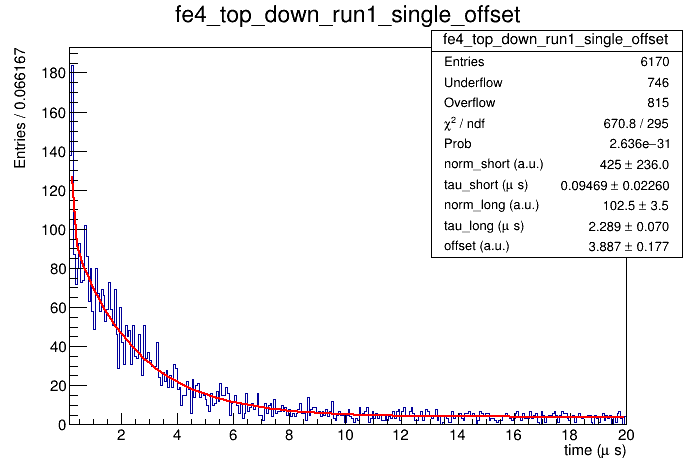 fe4_top_down_run1_single_offset
fe4_top_down_run1_single_offset
Entries 6170
Underflow 746
Overflow 815
χ² / ndf 670.8 / 295
Prob 2.636e−31
norm_short (a.u.) 425 ± 236.0
tau_short (μ s) 0.09469 ± 0.02260
norm_long (a.u.) 102.5 ± 3.5
tau_long (μ s) 2.289 ± 0.070
offset (a.u.) 3.887 ± 0.177
Entries / 0.066167
180
160
140
120
100
80
60
40
20
0
2 4 6 8 10 12 14 16 18 20
time (μ s)